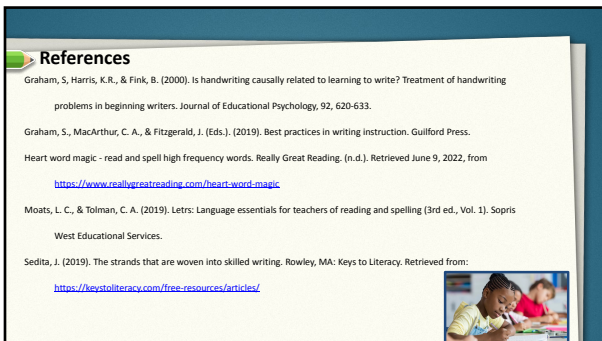 References
Graham, S, Harris, K.R., & Fink, B. (2000). Is handwriting causally related to learning to write? Treatment of handwriting
problems in beginning writers. Journal of Educational Psychology, 92, 620-633.
Graham, S., MacArthur, C. A., & Fitzgerald, J. (Eds.). (2019). Best practices in writing instruction. Guilford Press.
Heart word magic - read and spell high frequency words. Really Great Reading. (n.d.). Retrieved June 9, 2022, from
https://www.reallygreatreading.com/heart-word-magic
Moats, L. C., & Tolman, C. A. (2019). Letrs: Language essentials for teachers of reading and spelling (3rd ed., Vol. 1). Sopris
West Educational Services.
Sedita, J. (2019). The strands that are woven into skilled writing. Rowley, MA: Keys to Literacy. Retrieved from:
https://keystoliteracy.com/free-resources/articles/